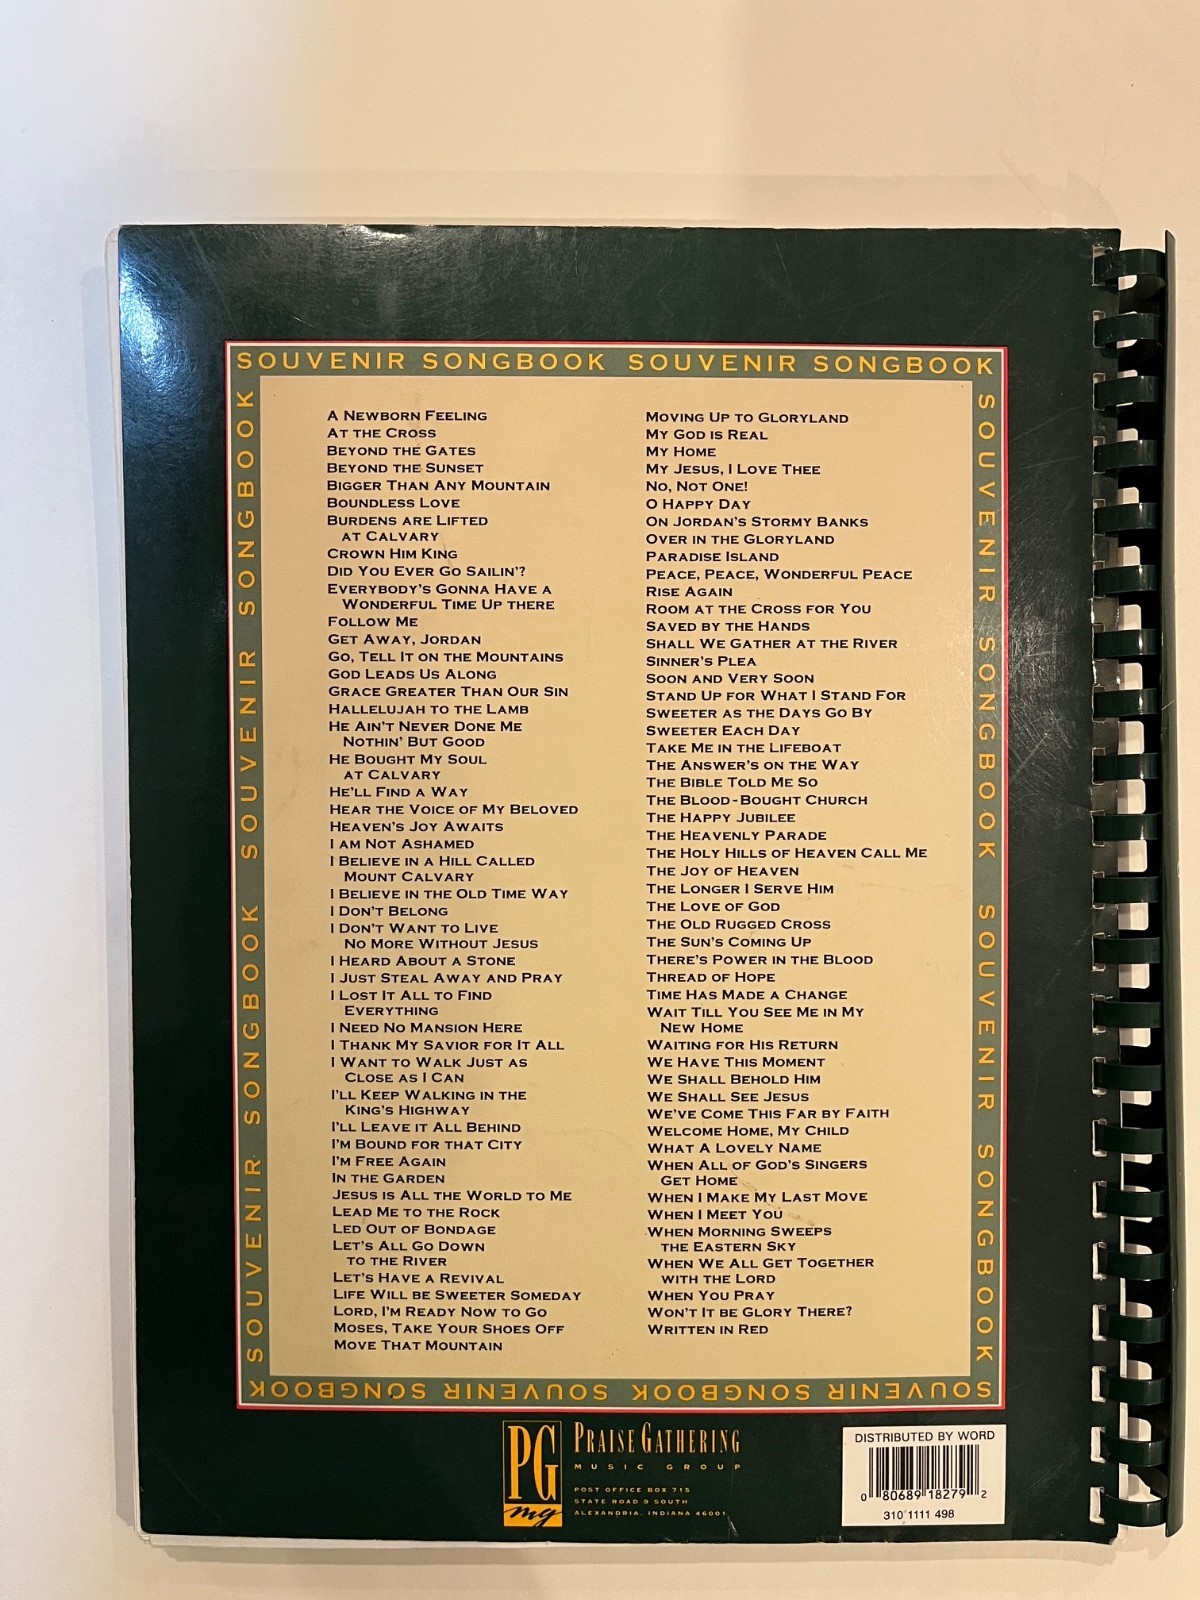 SOUVENIR SONGBOOK SOUVENIR SONGBOOK
SOUVENIR SONGBOOK SOUVENIR SONGBOOK
A NEWBORN FEELING
AT THE CROSS
BEYOND THE GATES
BEYOND THE SUNSET
BIGGER THAN ANY MOUNTAIN
BOUNDLESS LOVE
BURDENS ARE LIFTED
AT CALVARY
CROWN HIM KING
DID YOU EVER GO SAILIN'?
EVERYBODY'S GONNA HAVE A
WONDERFUL TIME UP THERE
FOLLOW ME
GET AWAY, JORDAN
GO, TELL IT ON THE MOUNTAINS
GOD LEADS US ALONG
GRACE GREATER THAN OUR SIN
HALLELUJAH TO THE LAMB
HE AIN'T NEVER DONE ME
NOTHIN' BUT GOOD
HE BOUGHT MY SOUL
AT CALVARY
HE'LL FIND A WAY
HEAR THE VOICE OF MY BELOVED
HEAVEN'S JOY AWAITS
I AM NOT ASHAMED
I BELIEVE IN A HILL CALLED
MOUNT CALVARY
I BELIEVE IN THE OLD TIME WAY
I DON'T BELONG
I DON'T WANT TO LIVE
NO MORE WITHOUT JESUS
I HEARD ABOUT A STONE
I JUST STEAL AWAY AND PRAY
I LOST IT ALL TO FIND
EVERYTHING
I NEED NO MANSION HERE
I THANK MY SAVIOR FOR IT ALL
I WANT TO WALK JUST AS
CLOSE AS I CAN
I'LL KEEP WALKING IN THE
KING'S HIGHWAY
I'LL LEAVE IT ALL BEHIND
I'M BOUND FOR THAT CITY
I'M FREE AGAIN
IN THE GARDEN
JESUS IS ALL THE WORLD TO ME
LEAD ME TO THE ROCK
LED OUT OF BONDAGE
LET'S ALL GO DOWN
TO THE RIVER
LET'S HAVE A REVIVAL
LIFE WILL BE SWEETER SOMEDAY
LORD, I'M READY NOW TO GO
MOSES, TAKE YOUR SHOES OFF
MOVE THAT MOUNTAIN
MOVING UP TO GLORYLAND
MY GOD IS REAL
MY HOME
MY JESUS, I LOVE THEE
NO, NOT ONE!
O HAPPY DAY
ON JORDAN'S STORMY BANKS
OVER IN THE GLORYLAND
PARADISE ISLAND
PEACE, PEACE, WONDERFUL PEACE
RISE AGAIN
ROOM AT THE CROSS FOR YOU
SAVED BY THE HANDS
SHALL WE GATHER AT THE RIVER
SINNER'S PLEA
SOON AND VERY SOON
STAND UP FOR WHAT I STAND FOR
SWEETER AS THE DAYS GO BY
SWEETER EACH DAY
TAKE ME IN THE LIFEBOAT
THE ANSWER'S ON THE WAY
THE BIBLE TOLD ME SO
THE BLOOD-BOUGHT CHURCH
THE HAPPY JUBILEE
THE HEAVENLY PARADE
THE HOLY HILLS OF HEAVEN CALL ME
THE JOY OF HEAVEN
THE LONGER I SERVE HIM
THE LOVE OF GOD
THE OLD RUGGED CROSS
THE SUN'S COMING UP
THERE'S POWER IN THE BLOOD
THREAD OF HOPE
TIME HAS MADE A CHANGE
WAIT TILL YOU SEE ME IN MY
NEW HOME
WAITING FOR HIS RETURN
WE HAVE THIS MOMENT
WE SHALL BEHOLD HIM
WE SHALL SEE JESUS
WE'VE COME THIS FAR BY FAITH
WELCOME HOME, MY CHILD
WHAT A LOVELY NAME
WHEN ALL OF GOD'S SINGERS
GET HOME
WHEN I MAKE MY LAST MOVE
WHEN I MEET YOU
WHEN MORNING SWEEPS
THE EASTERN SKY
WHEN WE ALL GET TOGETHER
WITH THE LORD
WHEN YOU PRAY
WON'T IT BE GLORY THERE?
WRITTEN IN RED
SOUVENIR SONGBOOK SOUVENIR SONGBOOK
SOUVENIR SONGBOOK SOUVENIR SONGBOOK
PG
mg
PRAISE GATHERING
MUSIC GROUP
POST OFFICE BOX 715
STATE ROAD 9 SOUTH
ALEXANDRIA, INDIANA 46001
DISTRIBUTED BY WORD
0 80689 18279 2
310 1111 498